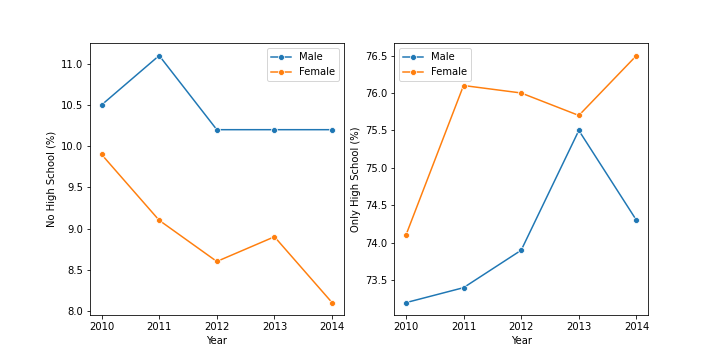 No High School (%)
11.0
10.5
10.0
9.5
9.0
8.5
8.0
2010 2011 2012 2013 2014
Year
Male
Female
Only High School (%)
76.5
76.0
75.5
75.0
74.5
74.0
73.5
2010 2011 2012 2013 2014
Year
Male
Female